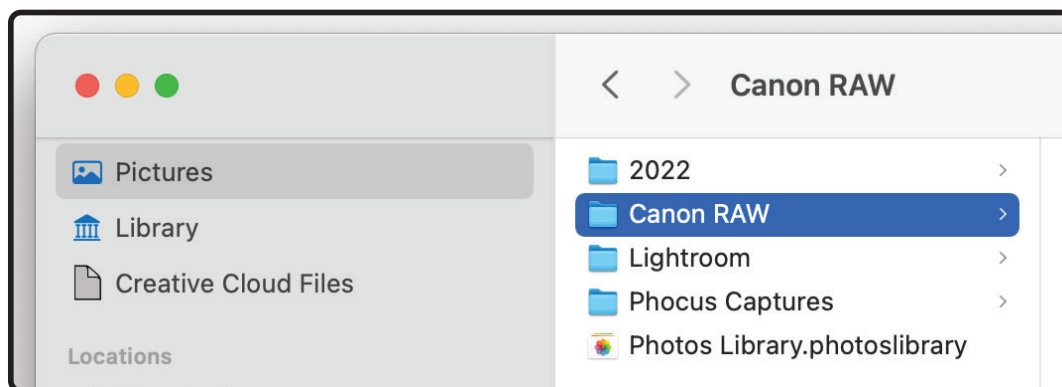 Canon RAW
Pictures
Library
Creative Cloud Files
Locations
2022
Canon RAW
Lightroom
Phocus Captures
Photos Library.photoslibrary